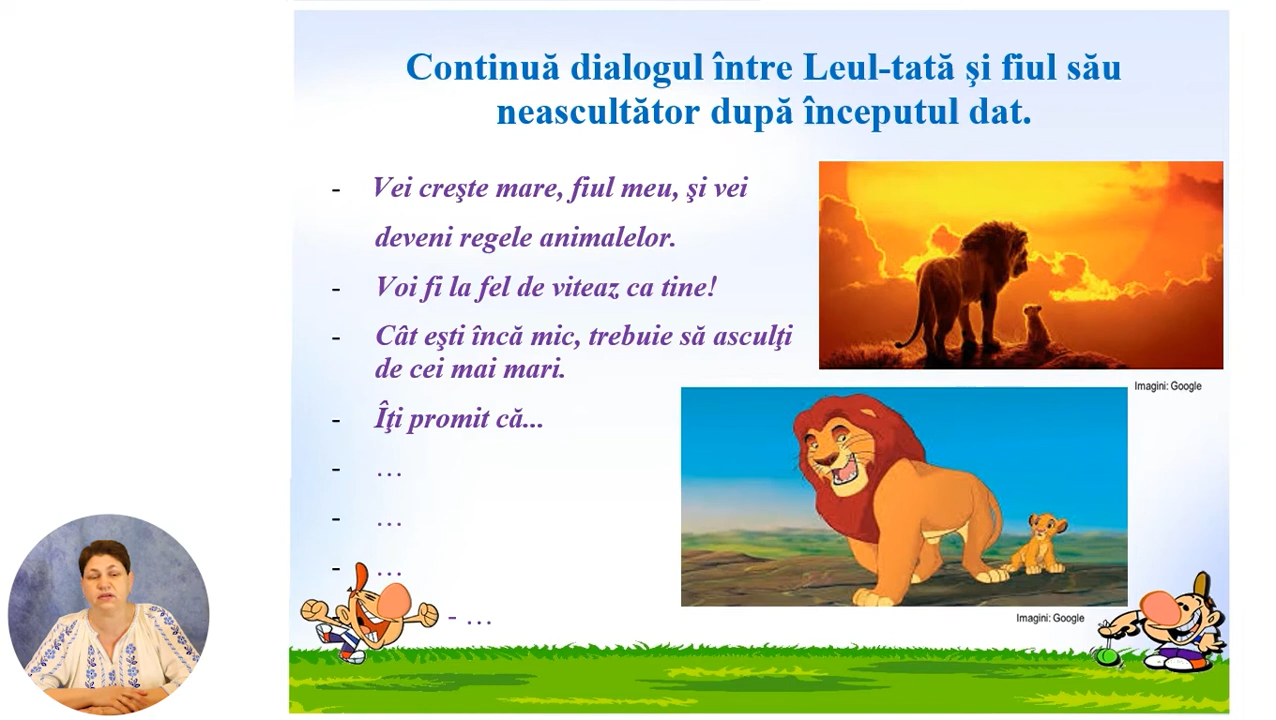 Continuă dialogul între Leul-tată şi fiul său
neascultător după începutul dat.
- Vei creşte mare, fiul meu, şi vei
deveni regele animalelor.
- Voi fi la fel de viteaz ca tine!
- Cât eşti încă mic, trebuie să asculţi
de cei mai mari.
- Îţi promit că...
- …
- …
- …
- …
Imagini: Google
Imagini: Google